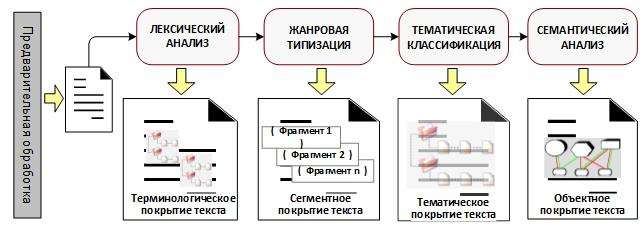 Предварительная обработка
ЛЕКСИЧЕСКИЙ
АНАЛИЗ
ЖАНРОВАЯ
ТИПИЗАЦИЯ
ТЕМАТИЧЕСКАЯ
КЛАССИФИКАЦИЯ
СЕМАНТИЧЕСКИЙ
АНАЛИЗ
Терминологическое
покрытие текста
( Фрагмент 1
)
( Фрагмент 2 )
( Фрагмент n )
Сегментное
покрытие текста
Тематическое
покрытие текста
Объектное
покрытие текста